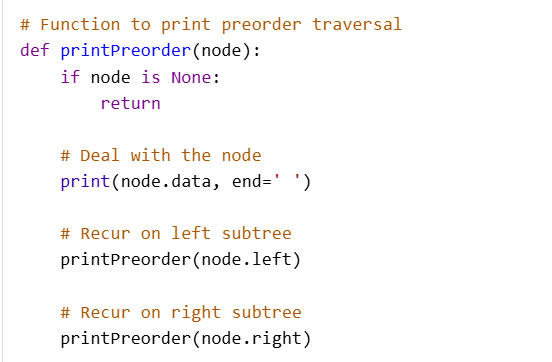 # Function to print preorder traversal
def printPreorder(node):
    if node is None:
        return
    # Deal with the node
    print(node.data, end=' ')
    # Recur on left subtree
    printPreorder(node.left)
    # Recur on right subtree
    printPreorder(node.right)